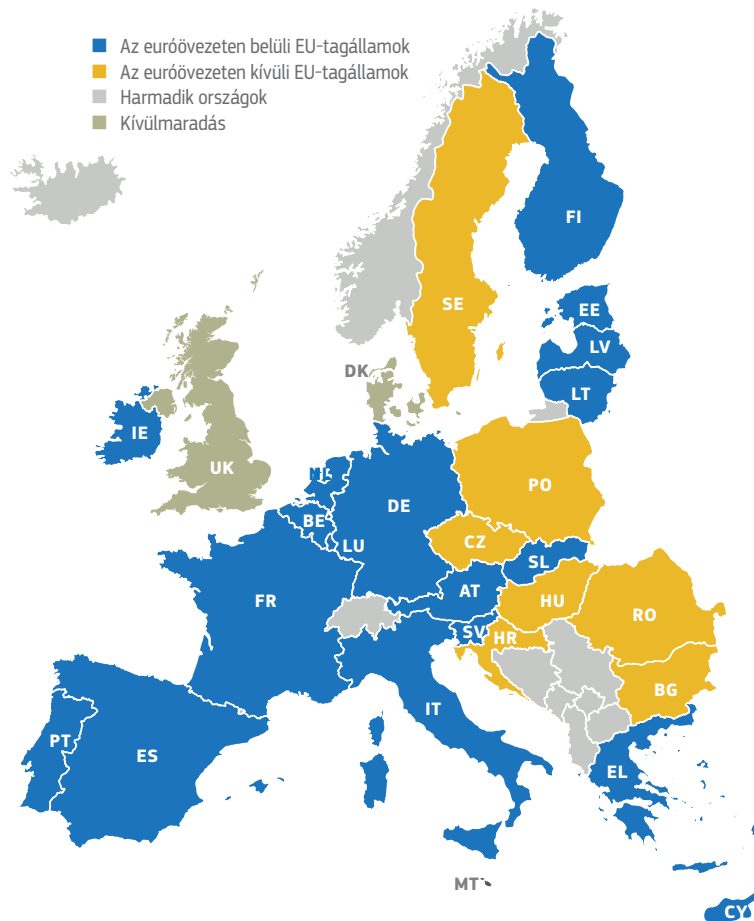 Az euróövezeten belüli EU-tagállamok
Az euróövezeten kívüli EU-tagállamok
Harmadik országok
Kívülmaradás
FI
SE
EE
LV
DK
LT
IE
UK
NL
DE
PO
BE
CZ
LU
SL
AT
FR
HU
RO
SV
HR
BG
IT
PT
ES
EL
MT
CY